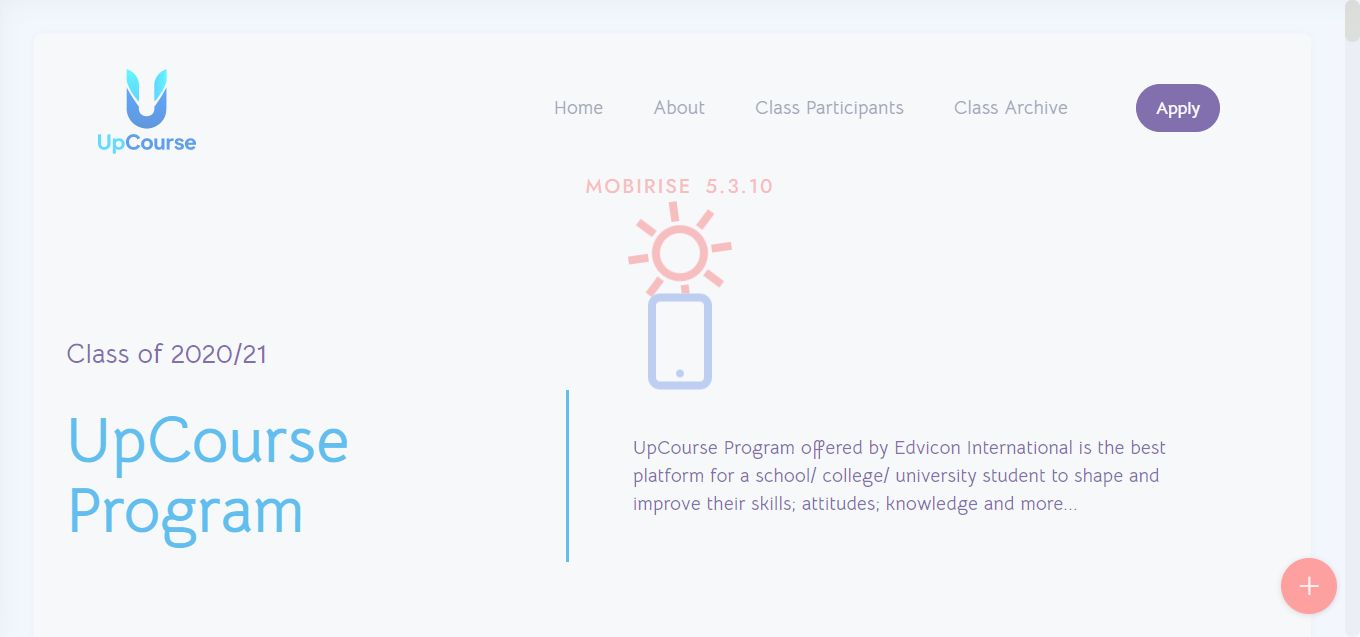 UpCourse
Home
About
Class Participants
Class Archive
Apply
MOBIRISE 5.3.10
Class of 2020/21
UpCourse
Program
UpCourse Program offered by Edvicon International is the best
platform for a school/ college/ university student to shape and
improve their skills; attitudes; knowledge and more...